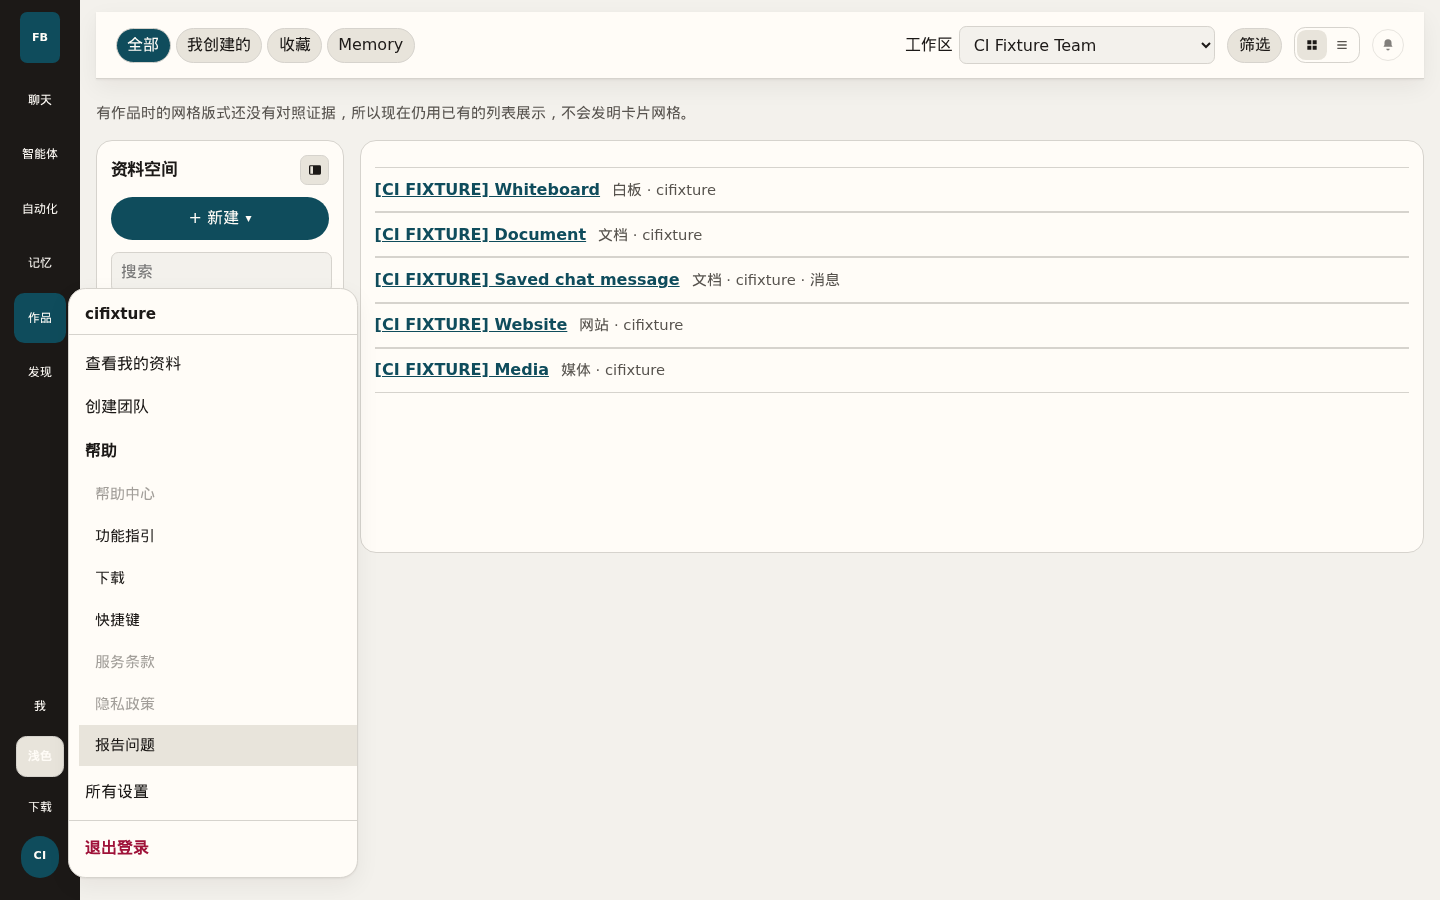 FB
聊天
智能体
自动化
记忆
作品
发现
我
浅色
下载
CI
全部 我创建的 收藏 Memory
工作区 CI Fixture Team 筛选
有作品时的网格版式还没有对照证据，所以现在仍用已有的列表展示，不会发明卡片网格。
资料空间
+ 新建 ▾
搜索
cifixture
查看我的资料
创建团队
帮助
帮助中心
功能指引
下载
快捷键
服务条款
隐私政策
报告问题
所有设置
退出登录
[CI FIXTURE] Whiteboard 白板 · cifixture
[CI FIXTURE] Document 文档 · cifixture
[CI FIXTURE] Saved chat message 文档 · cifixture · 消息
[CI FIXTURE] Website 网站 · cifixture
[CI FIXTURE] Media 媒体 · cifixture